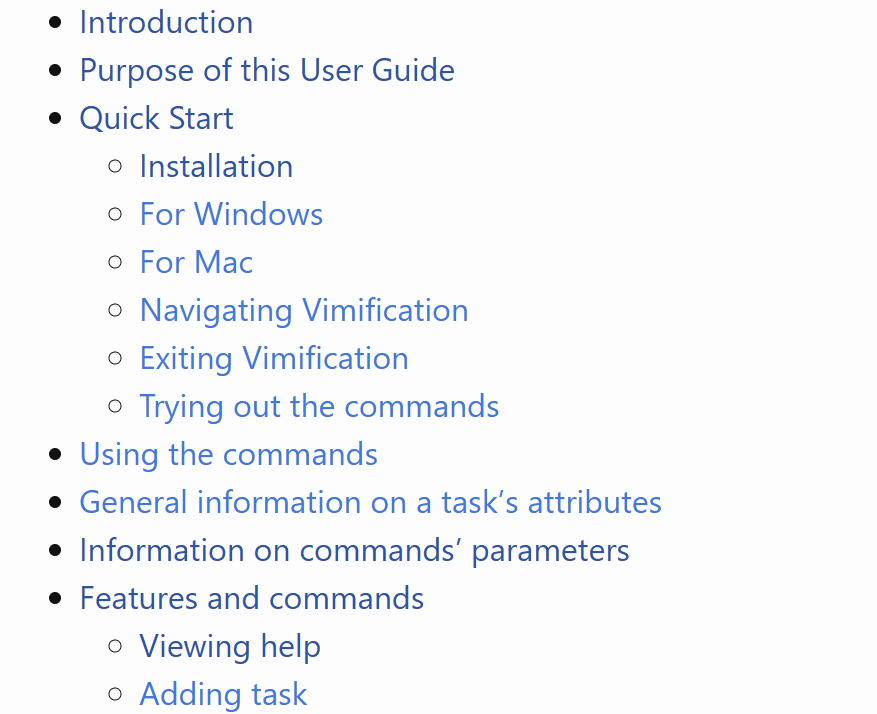 Introduction
Purpose of this User Guide
Quick Start
Installation
For Windows
For Mac
Navigating Vimification
Exiting Vimification
Trying out the commands
Using the commands
General information on a task’s attributes
Information on commands’ parameters
Features and commands
Viewing help
Adding task